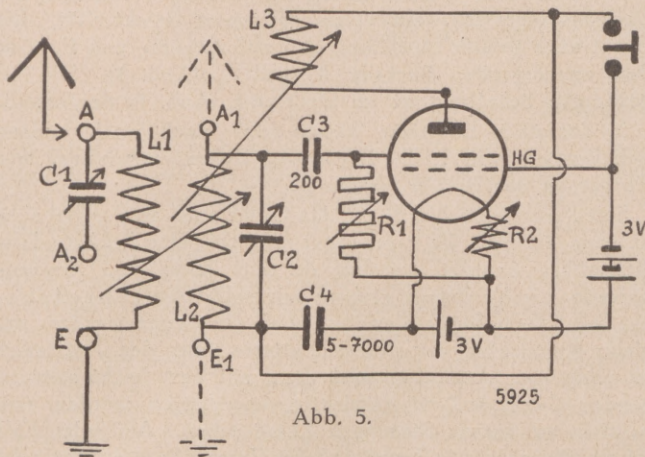 L3
A
A1
L1
C3
C1
200
HG
R1
R2
A2
C2
3V
L2
C4
E
E1
5-7000
3V
5925
Abb. 5.